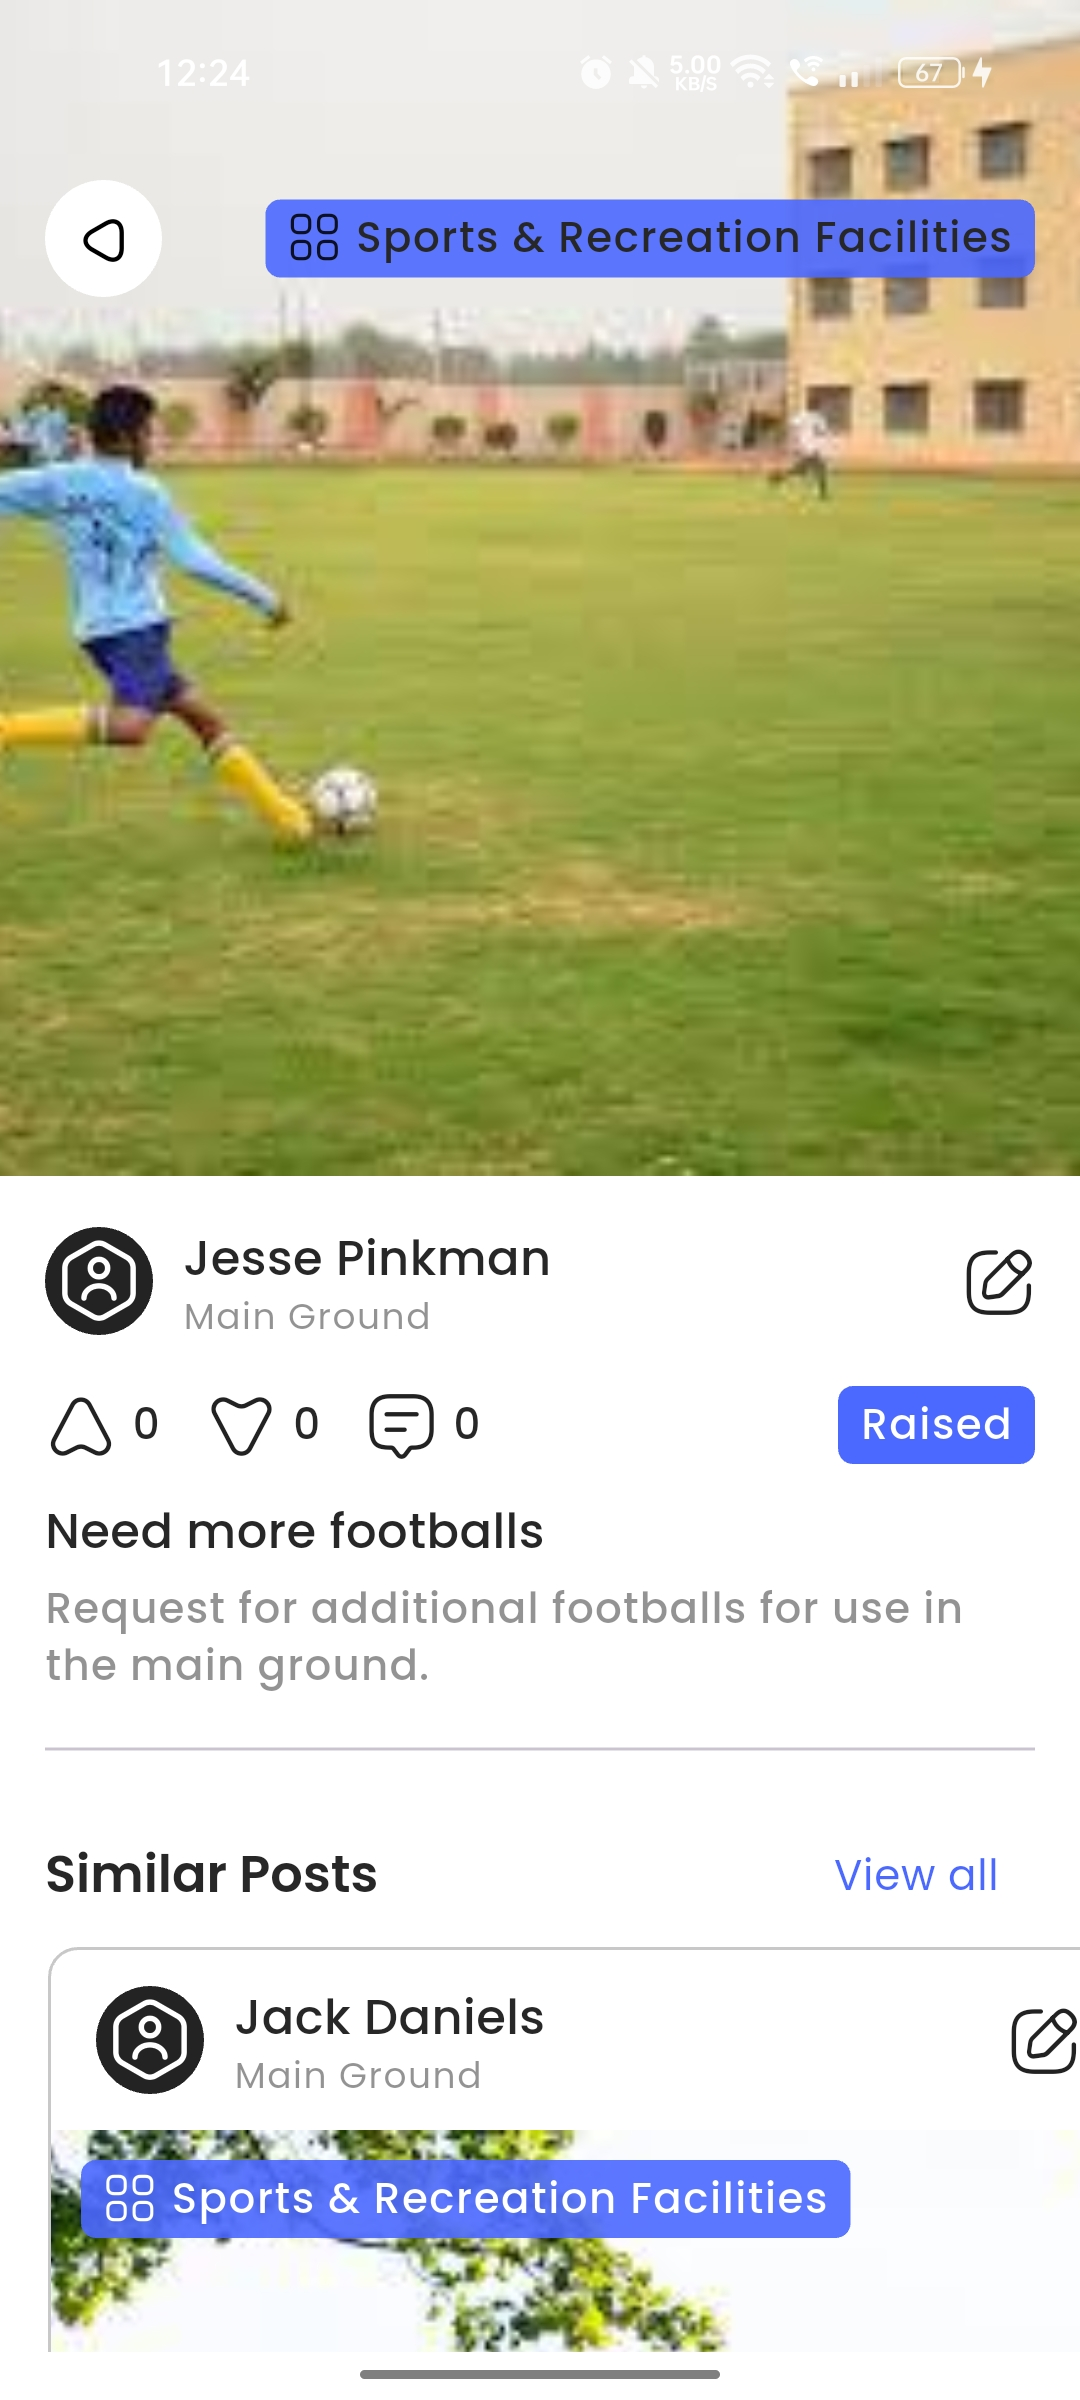 12:24
5.00
KB/S
67
Sports & Recreation Facilities
Jesse Pinkman
Main Ground
0 0 0
Raised
Need more footballs
Request for additional footballs for use in
the main ground.
Similar Posts
View all
Jack Daniels
Main Ground
Sports & Recreation Facilities